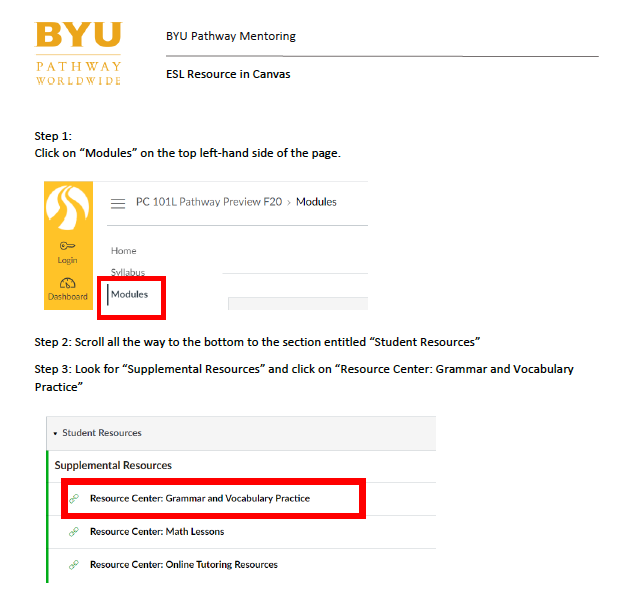 BYU
PATHWAY
WORLDWIDE
BYU Pathway Mentoring
ESL Resource in Canvas
Step 1:
Click on “Modules” on the top left-hand side of the page.
PC 101L Pathway Preview F20 › Modules
Login
Dashboard
Home
Syllabus
Modules
Step 2: Scroll all the way to the bottom to the section entitled “Student Resources”
Step 3: Look for “Supplemental Resources” and click on “Resource Center: Grammar and Vocabulary
Practice”
Student Resources
Supplemental Resources
Resource Center: Grammar and Vocabulary Practice
Resource Center: Math Lessons
Resource Center: Online Tutoring Resources